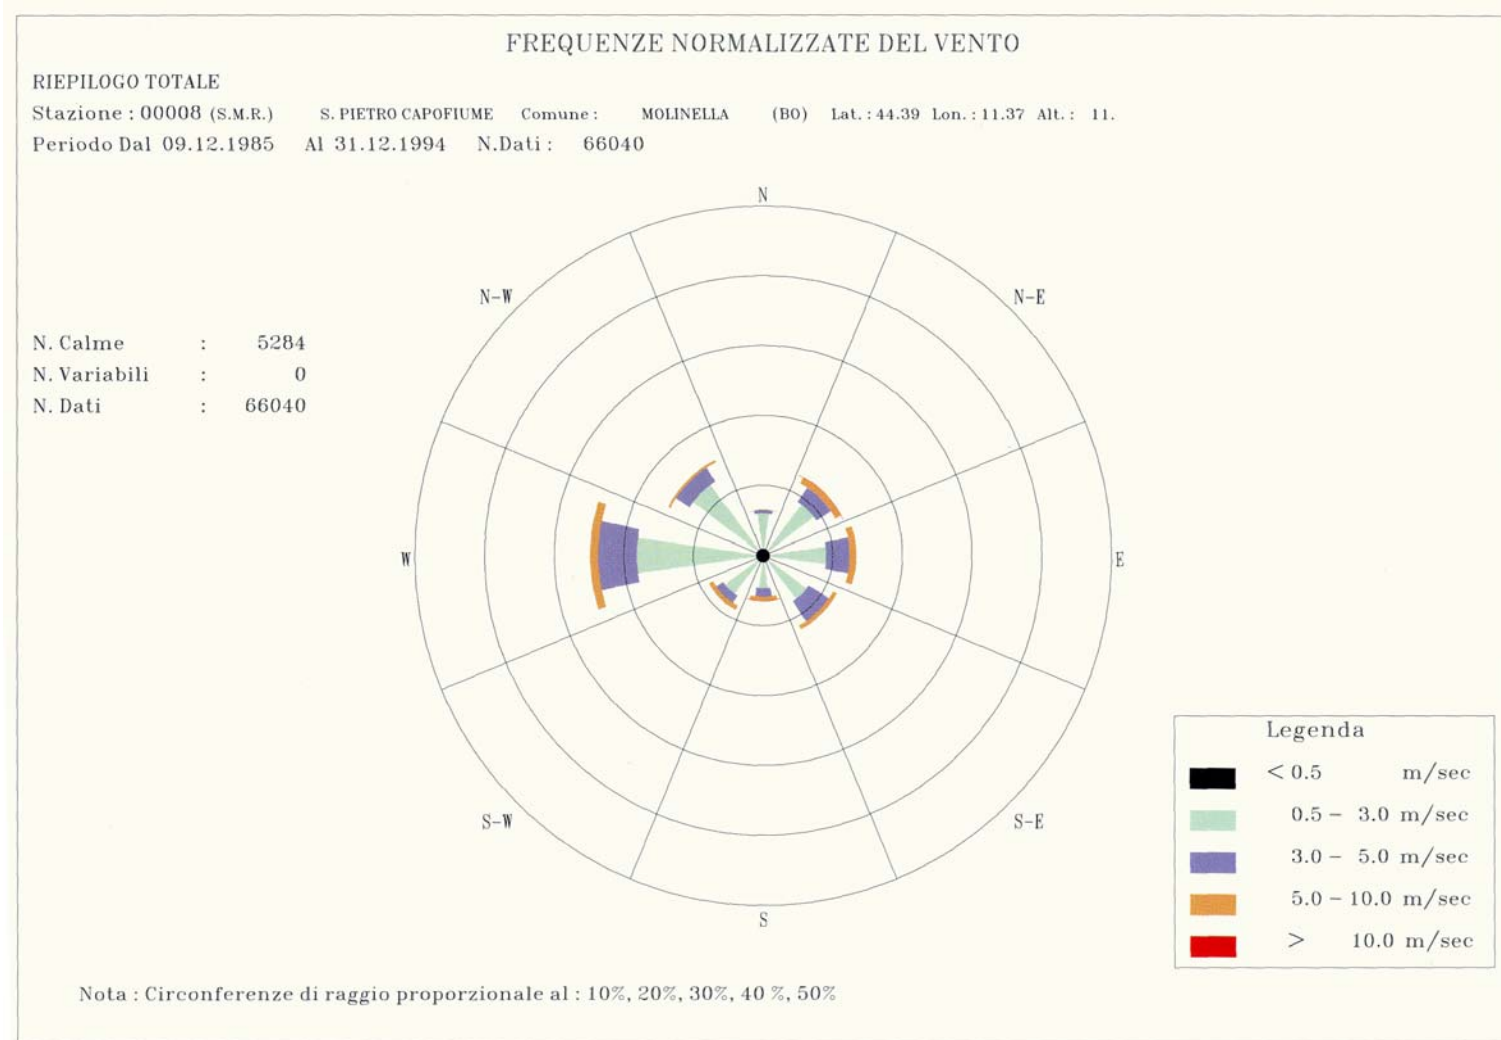 FREQUENZE NORMALIZZATE DEL VENTO
RIEPILOGO TOTALE
Stazione : 00008 (S.M.R.) S. PIETRO CAPOFIUME Comune : MOLINELLA (BO) Lat. : 44.39 Lon. : 11.37 Alt. : 11.
Periodo Dal 09.12.1985 Al 31.12.1994 N.Dati : 66040
N
N-W
N-E
N. Calme : 5284
N. Variabili : 0
N. Dati : 66040
W
E
S-W
S-E
S
Legenda
< 0.5 m/sec
0.5 - 3.0 m/sec
3.0 - 5.0 m/sec
5.0 - 10.0 m/sec
> 10.0 m/sec
Nota : Circonferenze di raggio proporzionale al : 10%, 20%, 30%, 40 %, 50%